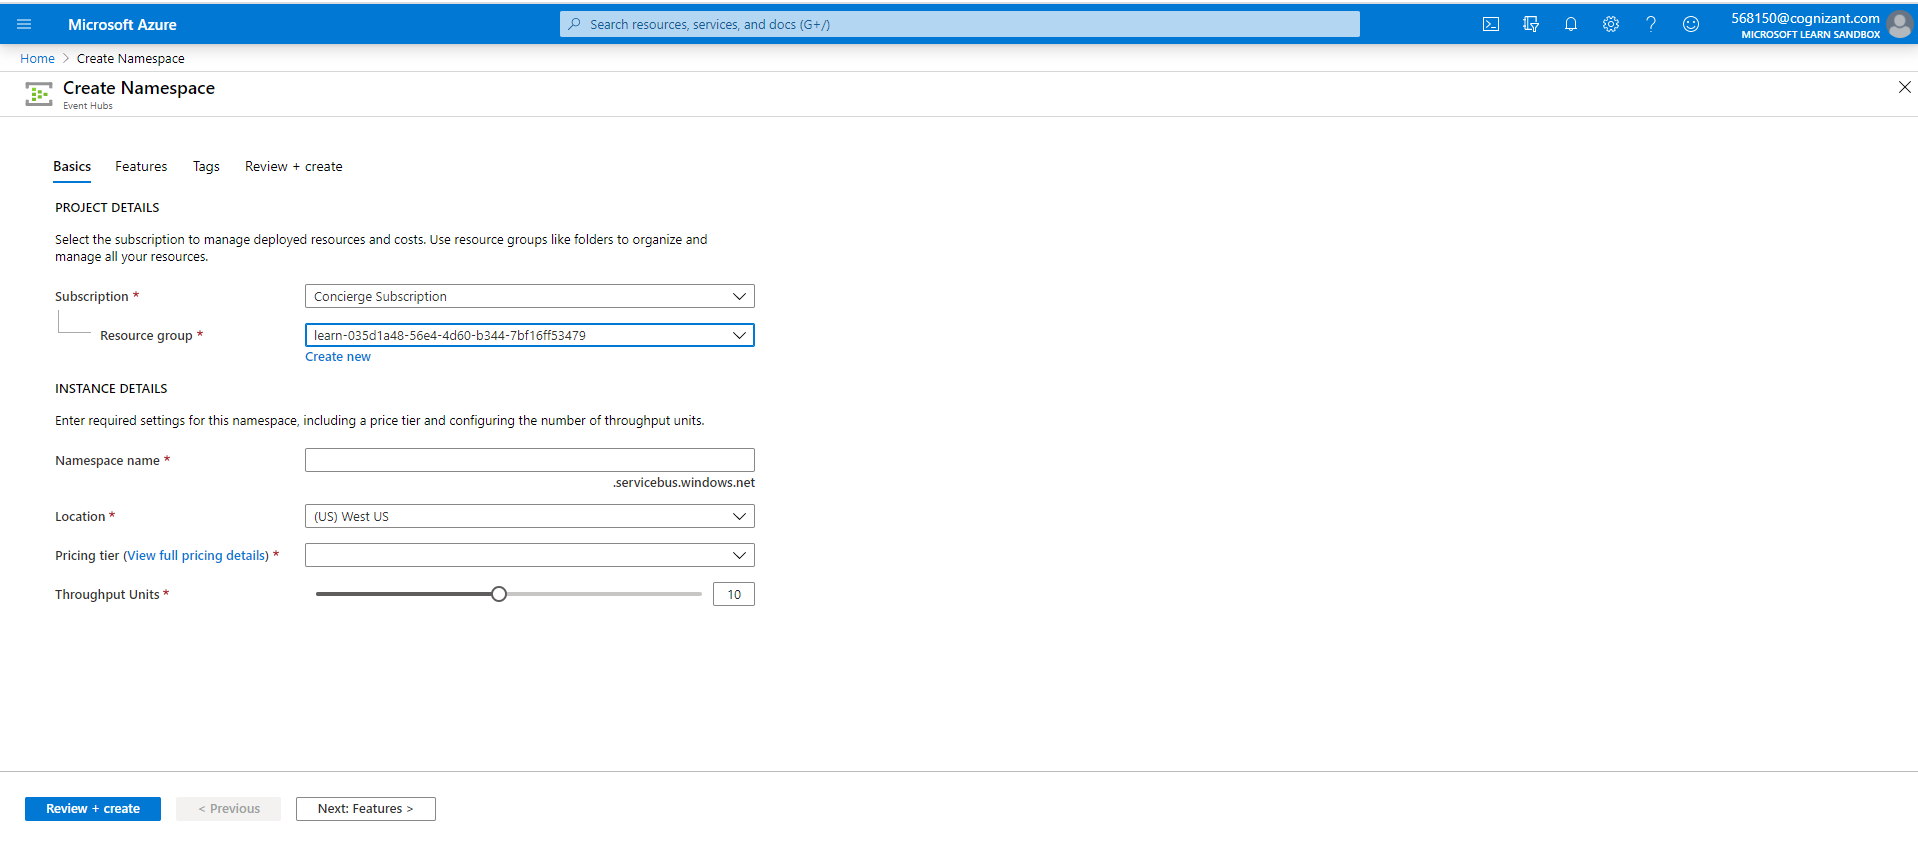 Microsoft Azure
Search resources, services, and docs (G+/)
568150@cognizant.com
MICROSOFT LEARN SANDBOX
Home > Create Namespace
Create Namespace
Event Hubs
Basics Features Tags Review + create
PROJECT DETAILS
Select the subscription to manage deployed resources and costs. Use resource groups like folders to organize and
manage all your resources.
Subscription * Concierge Subscription
Resource group * learn-035d1a48-56e4-4d60-b344-7bf16ff53479
Create new
INSTANCE DETAILS
Enter required settings for this namespace, including a price tier and configuring the number of throughput units.
Namespace name *
.servicebus.windows.net
Location * (US) West US
Pricing tier (View full pricing details) *
Throughput Units * 10
Review + create < Previous Next: Features >